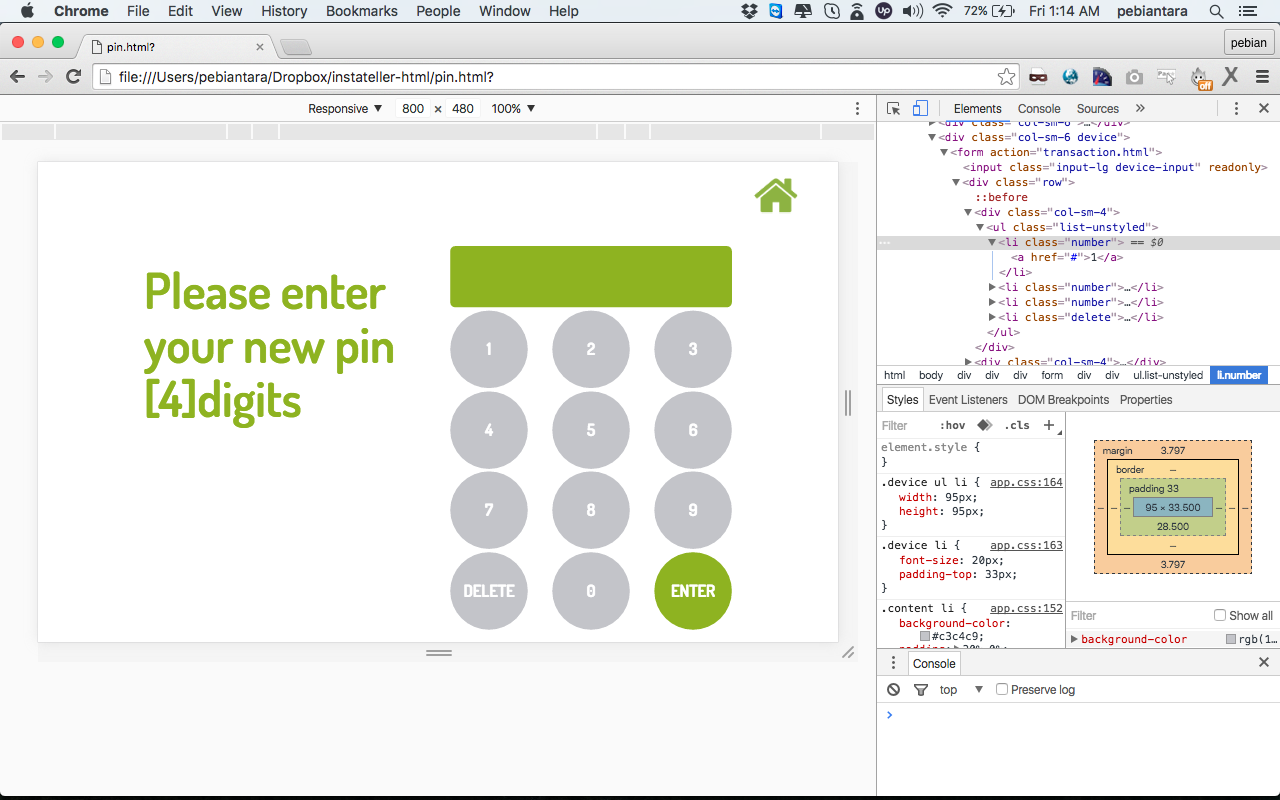 Chrome File Edit View History Bookmarks People Window Help 72% Fri 1:14 AM pebiantara
pin.html?
pebian
file:///Users/pebiantara/Dropbox/instateller-html/pin.html?
Responsive ▼ 800 × 480 100% ▼
Please enter
your new pin
[4]digits
1 2 3
4 5 6
7 8 9
DELETE 0 ENTER
Elements Console Sources »
▼<div class="col-sm-6 device">
▼<form action="transaction.html">
<input class="input-lg device-input" readonly>
▼<div class="row">
::before
▼<div class="col-sm-4">
▼<ul class="list-unstyled">
▼<li class="number"> == $0
<a href="#">1</a>
</li>
▶<li class="number">…</li>
▶<li class="number">…</li>
▶<li class="delete">…</li>
</ul>
</div>
▶<div class="col-sm-4">…</div>
html body div div div form div div ul.list-unstyled li.number
Styles Event Listeners DOM Breakpoints Properties
Filter :hov .cls +
element.style {
}
.device ul li { app.css:164
width: 95px;
height: 95px;
}
.device li { app.css:163
font-size: 20px;
padding-top: 33px;
}
.content li { app.css:152
background-color:
#c3c4c9;
margin 3.797
border –
padding 33
95 × 33.500
28.500
–
3.797
Filter Show all
▶background-color rgb(1…
Console
top ▼ Preserve log